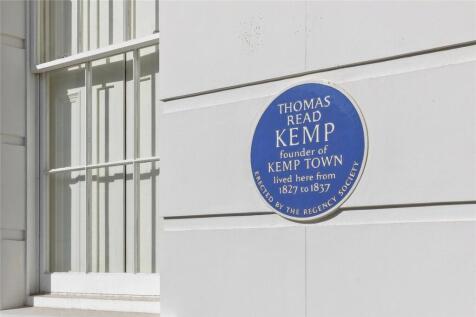 THOMAS
READ
KEMP
founder of
KEMP TOWN
lived here from
1827 to 1837
ERECTED BY THE REGENCY SOCIETY